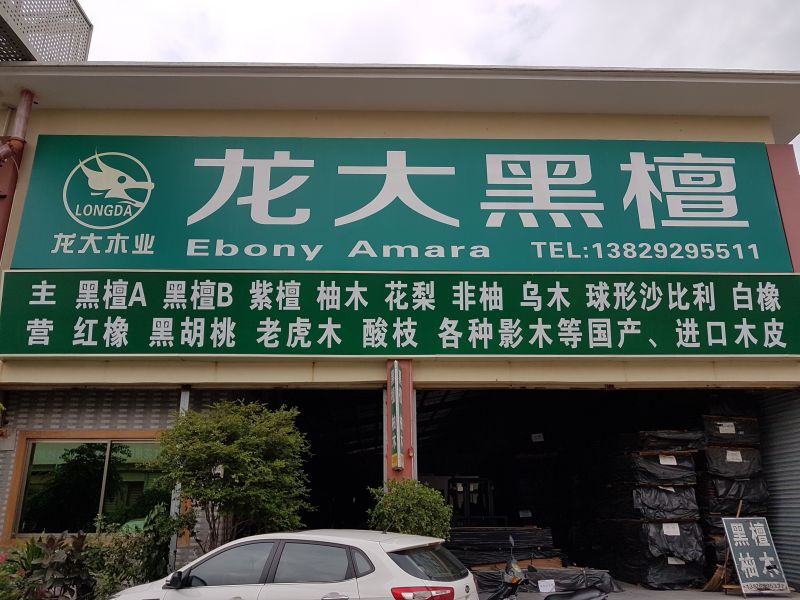 LONGDA
龙大木业
龙大黑檀
Ebony Amara TEL:13829295511
主 黑檀A 黑檀B 紫檀 柚木 花梨 非柚 乌木 球形沙比利 白橡
营 红橡 黑胡桃 老虎木 酸枝 各种影木等国产、进口木皮
黑檀
柚木